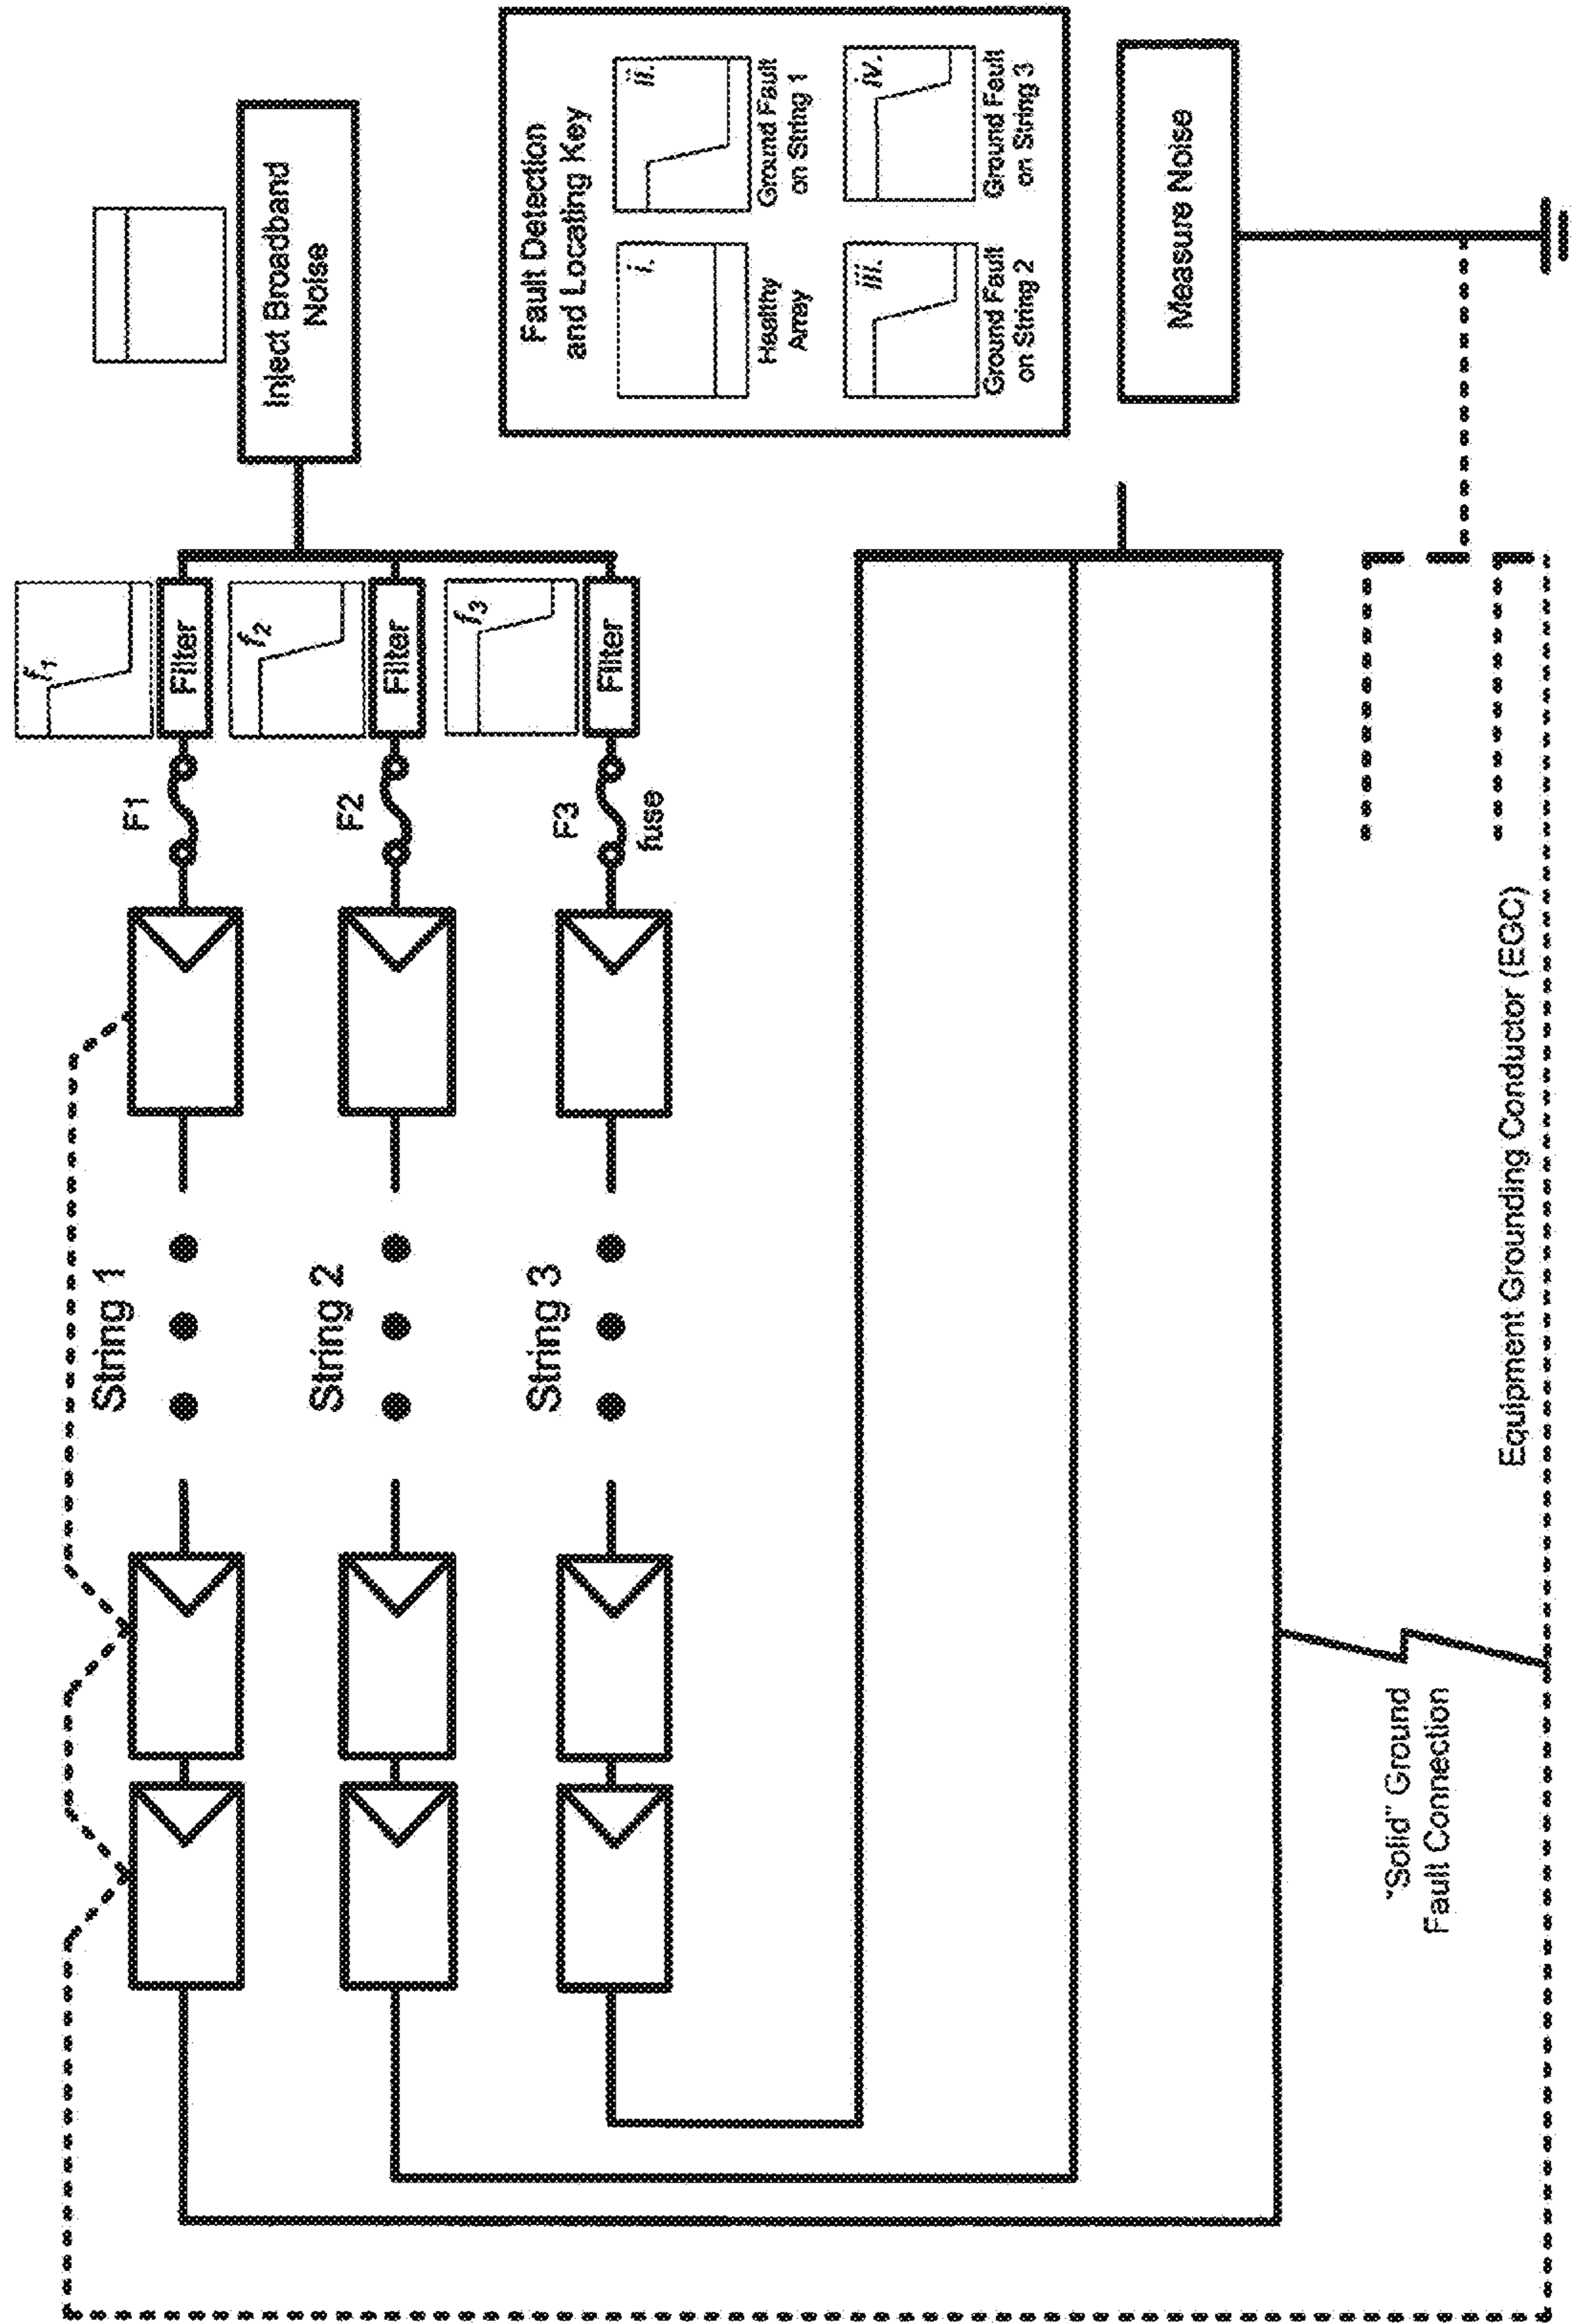 f₁
Filter
F1
String 1
f₂
Filter
F2
String 2
f₃
Filter
F3
fuse
String 3
Inject Broadband
Noise
Fault Detection
and Locating Key
i.
Healthy
Array
ii.
Ground Fault
on String 1
iii.
Ground Fault
on String 2
iv.
Ground Fault
on String 3
Measure Noise
"Solid" Ground
Fault Connection
Equipment Grounding Conductor (EGC)